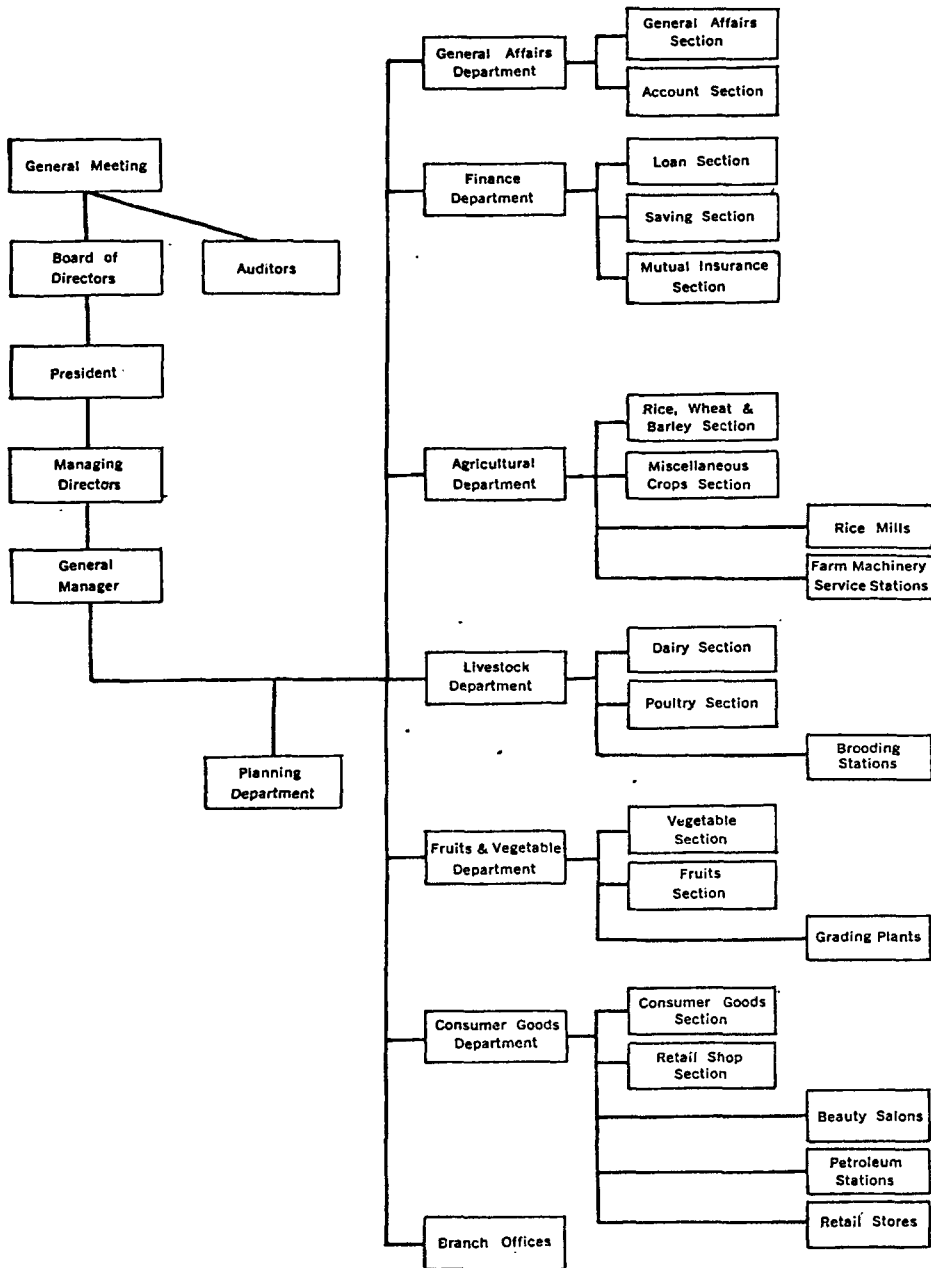 General Meeting
Board of
Directors
Auditors
President
Managing
Directors
General
Manager
Planning
Department
General Affairs
Department
General Affairs
Section
Account Section
Finance
Department
Loan Section
Saving Section
Mutual Insurance
Section
Agricultural
Department
Rice, Wheat &
Barley Section
Miscellaneous
Crops Section
Rice Mills
Farm Machinery
Service Stations
Livestock
Department
Dairy Section
Poultry Section
Brooding
Stations
Fruits & Vegetable
Department
Vegetable
Section
Fruits
Section
Grading Plants
Consumer Goods
Department
Consumer Goods
Section
Retail Shop
Section
Beauty Salons
Petroleum
Stations
Retail Stores
Branch Offices